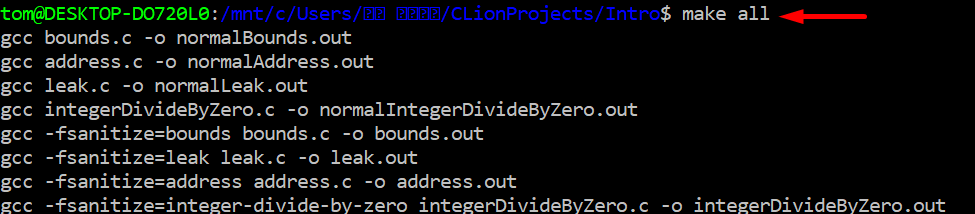 tom@DESKTOP-DO720L0:/mnt/c/Users/ /CLionProjects/Intro$ make all
gcc bounds.c -o normalBounds.out
gcc address.c -o normalAddress.out
gcc leak.c -o normalLeak.out
gcc integerDivideByZero.c -o normalIntegerDivideByZero.out
gcc -fsanitize=bounds bounds.c -o bounds.out
gcc -fsanitize=leak leak.c -o leak.out
gcc -fsanitize=address address.c -o address.out
gcc -fsanitize=integer-divide-by-zero integerDivideByZero.c -o integerDivideByZero.out